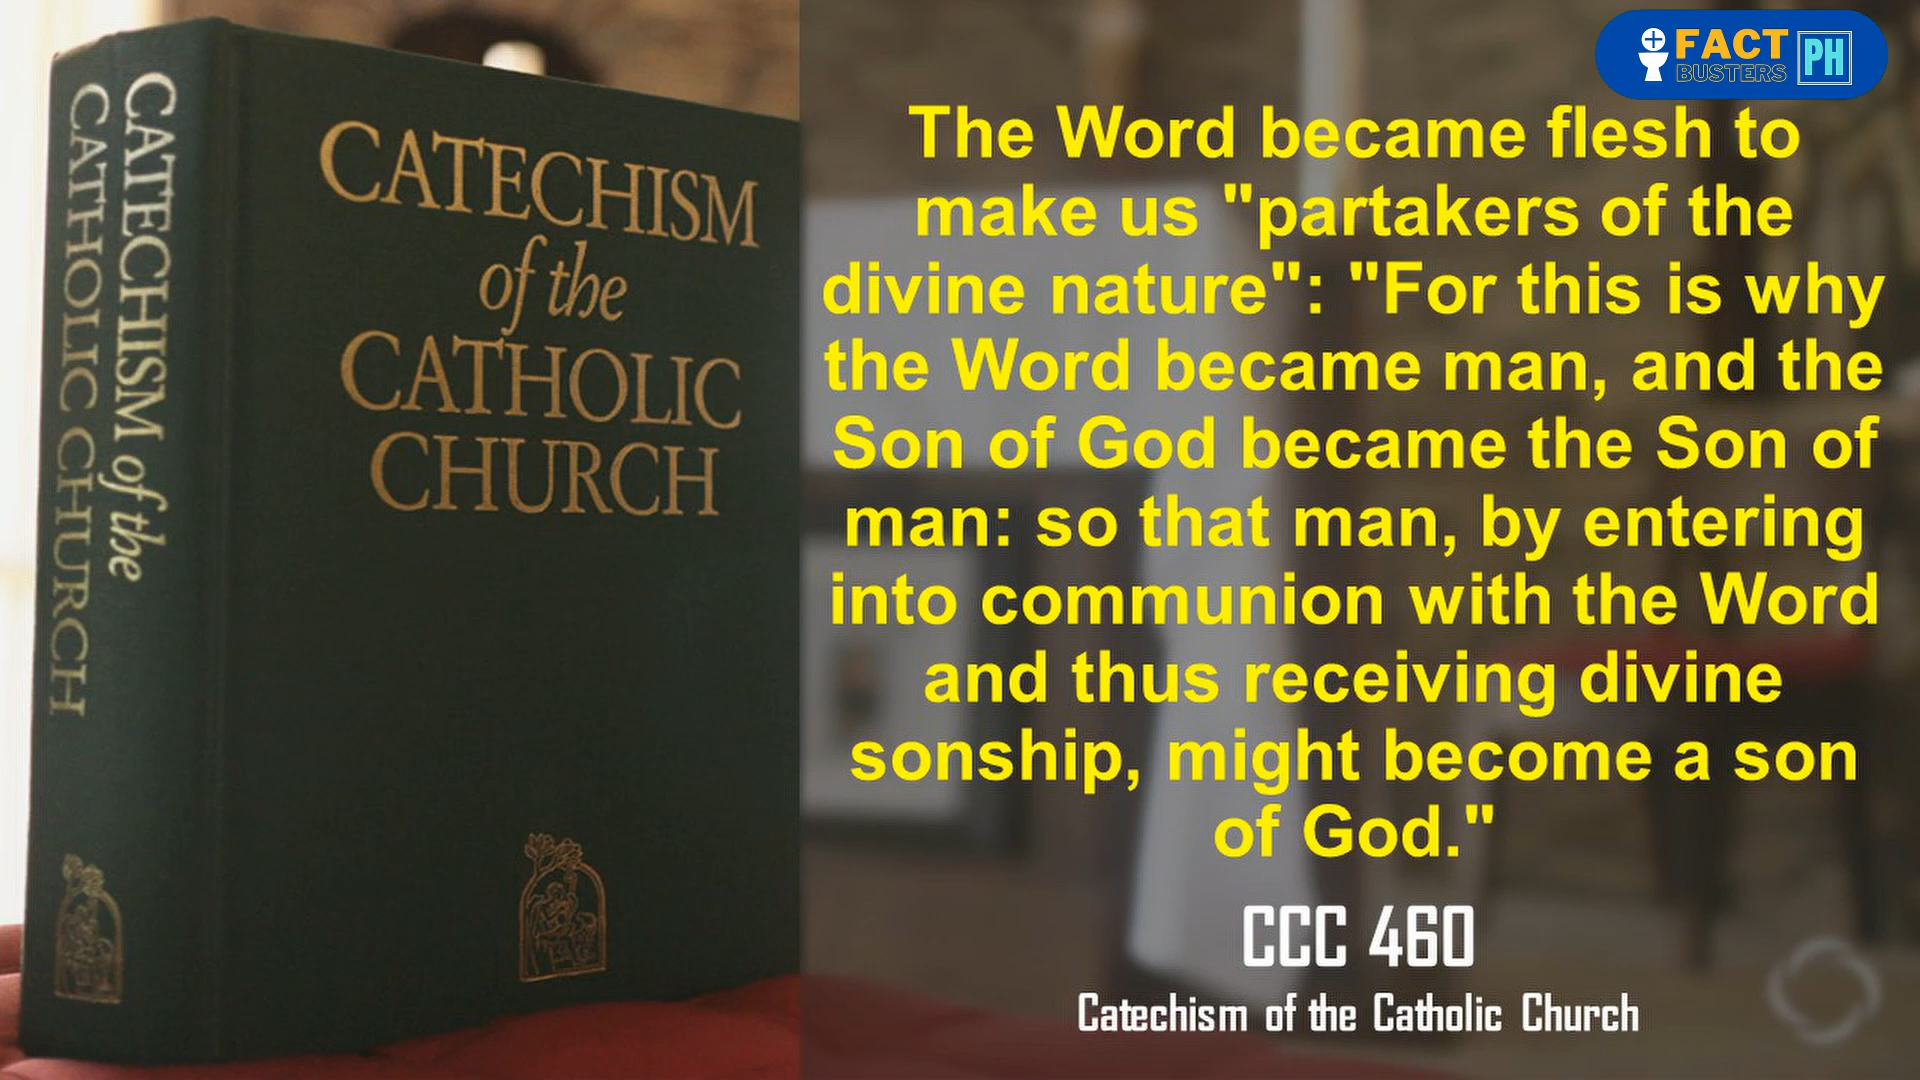 CATECHISM of the
CATHOLIC CHURCH
CATECHISM
of the
CATHOLIC
CHURCH
FACT
BUSTERS
PH
The Word became flesh to
make us "partakers of the
divine nature": "For this is why
the Word became man, and the
Son of God became the Son of
man: so that man, by entering
into communion with the Word
and thus receiving divine
sonship, might become a son
of God."
CCC 460
Catechism of the Catholic Church